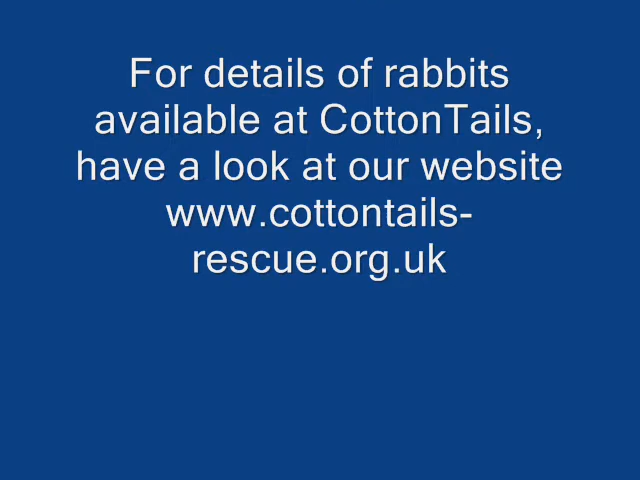 For details of rabbits
available at CottonTails,
have a look at our website
www.cottontails-
rescue.org.uk